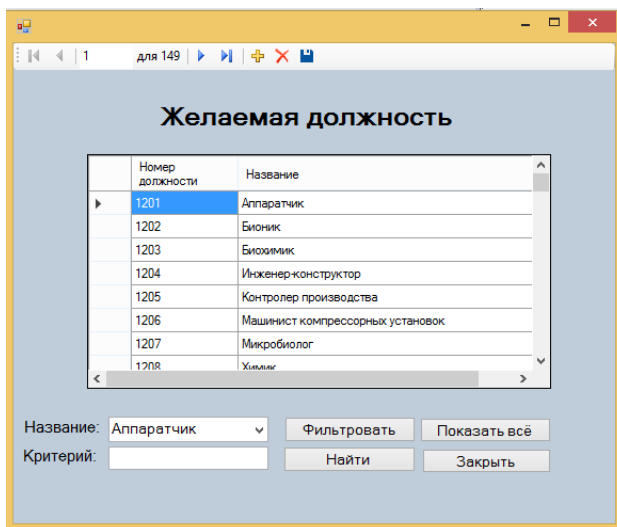 1 для 149
Желаемая должность
Номер должности Название
1201 Аппаратчик
1202 Бионик
1203 Биохимик
1204 Инженер-конструктор
1205 Контролер производства
1206 Машинист компрессорных установок
1207 Микробиолог
1208 Химик
Название: Аппаратчик Фильтровать Показать всё
Критерий: Найти Закрыть